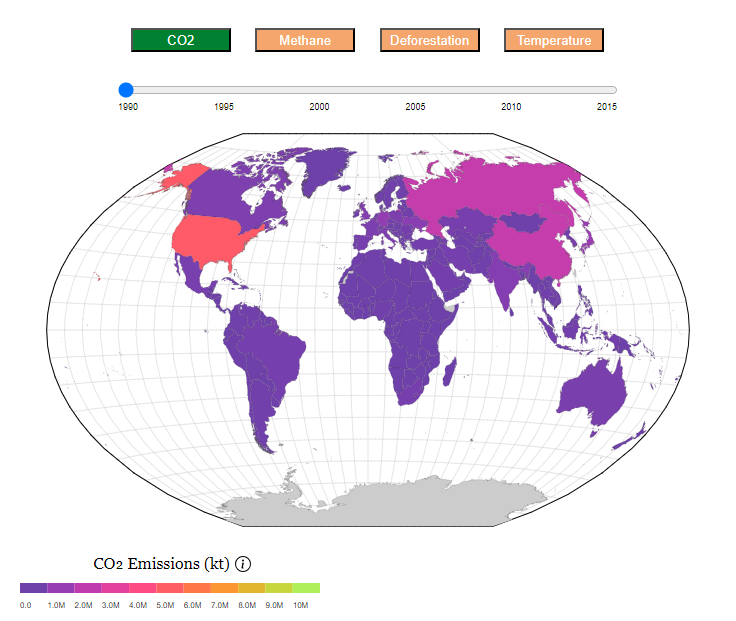 CO2 Methane Deforestation Temperature
1990 1995 2000 2005 2010 2015
CO2 Emissions (kt) ⓘ
0.0 1.0M 2.0M 3.0M 4.0M 5.0M 6.0M 7.0M 8.0M 9.0M 10M